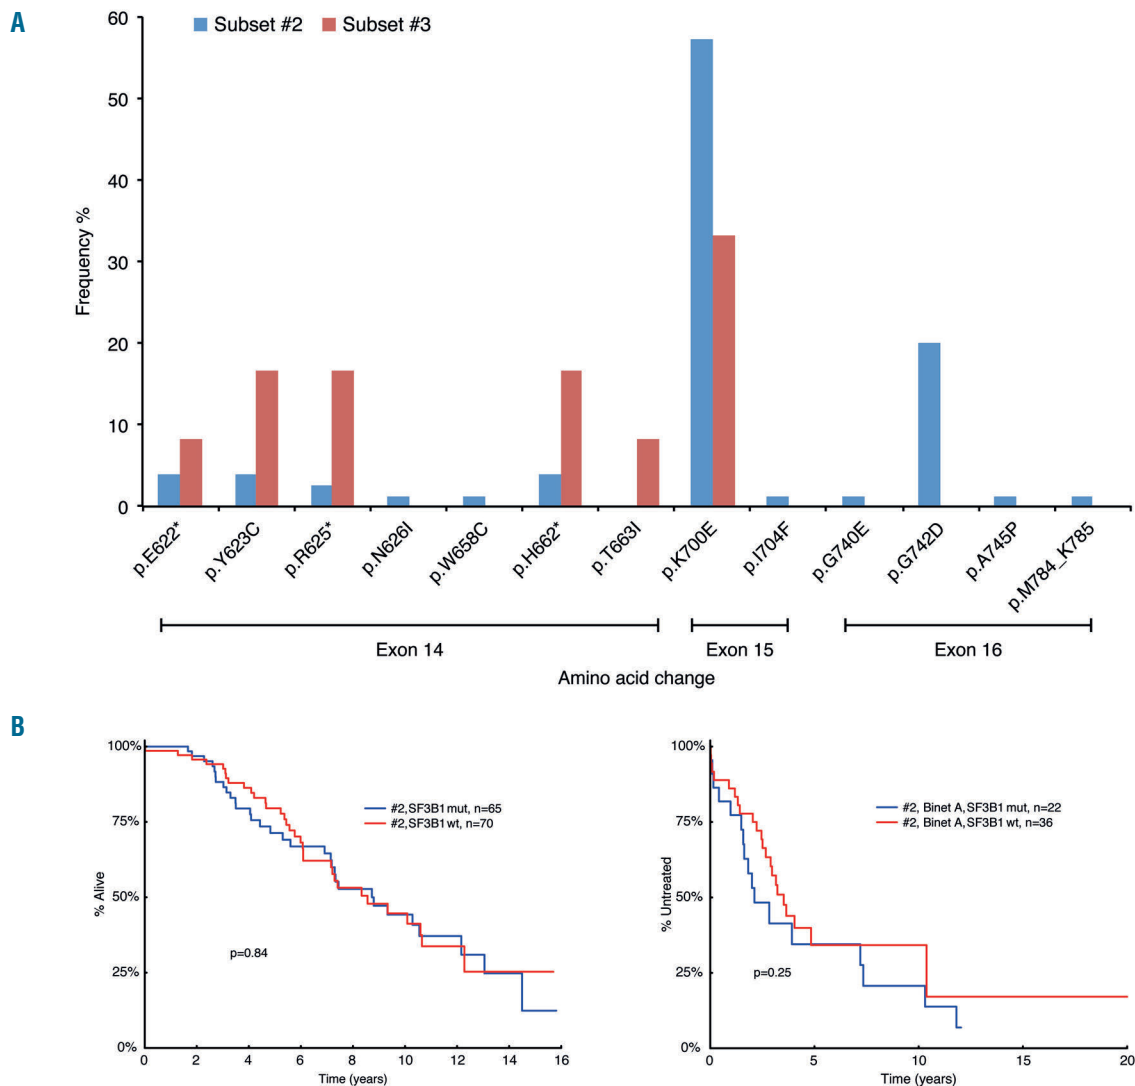 A
Subset #2
Subset #3
60
50
40
30
20
10
0
Frequency %
p.E622*
p.Y623C
p.R625*
p.N626I
p.W658C
p.H662*
p.T663I
p.K700E
p.I704F
p.G740E
p.G742D
p.A745P
p.M784_K785
Exon 14
Exon 15
Exon 16
Amino acid change
B
100%
75%
50%
25%
0%
% Alive
#2,SF3B1 mut, n=65
#2,SF3B1 wt, n=70
p=0.84
0 2 4 6 8 10 12 14 16
Time (years)
100%
75%
50%
25%
0%
% Untreated
#2, Binet A,SF3B1 mut, n=22
#2, Binet A,SF3B1 wt, n=36
p=0.25
0 5 10 15 20
Time (years)